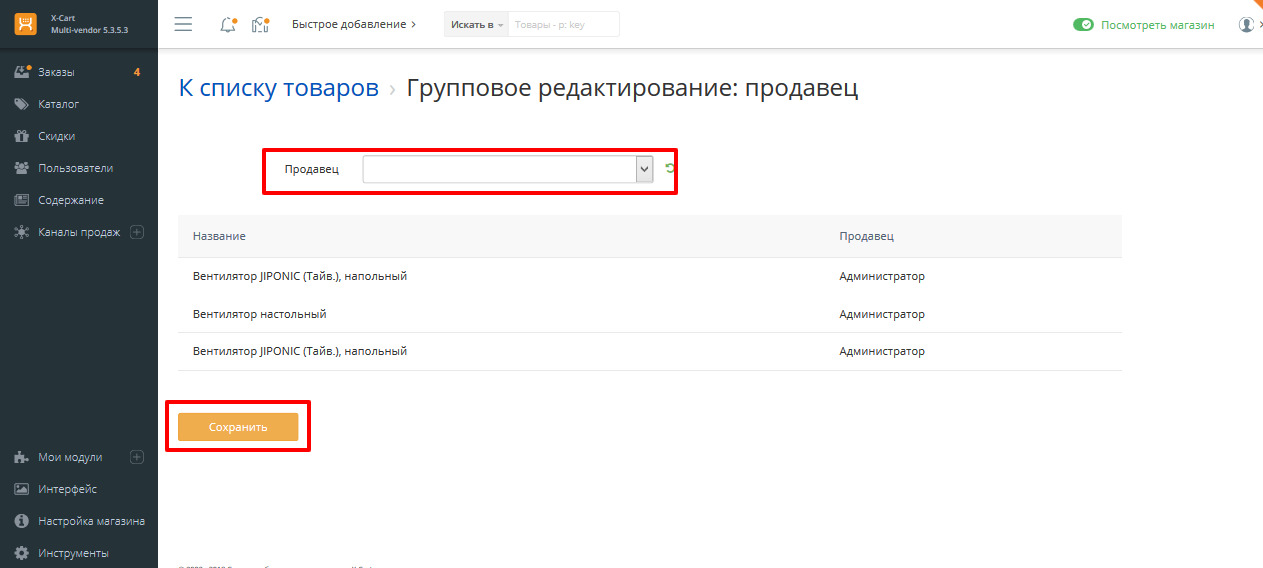 X-Cart
Multi-vendor 5.3.5.3
Быстрое добавление
Искать в
Товары - р: key
Посмотреть магазин
Заказы 4
Каталог
Скидки
Пользователи
Содержание
Каналы продаж
Мои модули
Интерфейс
Настройка магазина
Инструменты
К списку товаров › Групповое редактирование: продавец
Продавец
Название Продавец
Вентилятор JIPONIC (Тайв.), напольный Администратор
Вентилятор настольный Администратор
Вентилятор JIPONIC (Тайв.), напольный Администратор
Сохранить